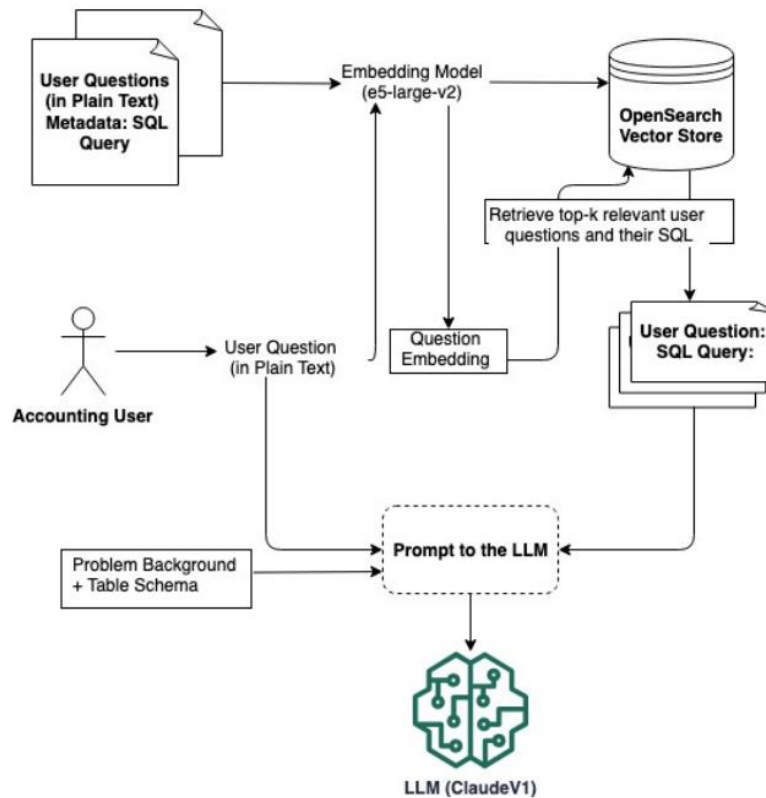 User Questions
(in Plain Text)
Metadata: SQL
Query
Embedding Model
(e5-large-v2)
OpenSearch
Vector Store
Retrieve top-k relevant user
questions and their SQL
User Question
(in Plain Text)
Question
Embedding
User Question:
SQL Query:
Accounting User
Problem Background
+ Table Schema
Prompt to the LLM
LLM (ClaudeV1)